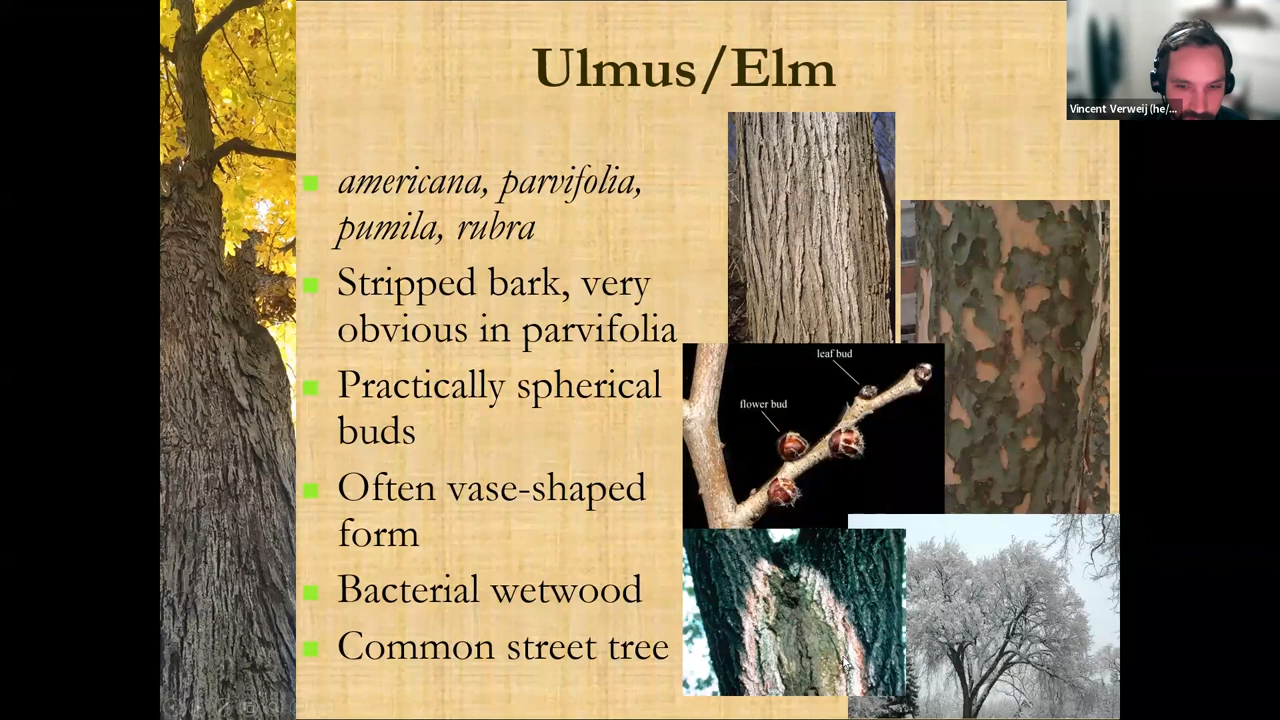 Ulmus/Elm
Vincent Verweij (he/...
americana, parvifolia,
pumila, rubra
Stripped bark, very
obvious in parvifolia
Practically spherical
buds
Often vase-shaped
form
Bacterial wetwood
Common street tree
leaf bud
flower bud